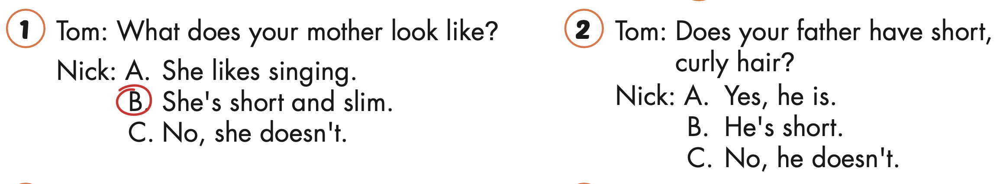 1 Tom: What does your mother look like?
Nick: A. She likes singing.
B. She's short and slim.
C. No, she doesn't.
2 Tom: Does your father have short,
curly hair?
Nick: A. Yes, he is.
B. He's short.
C. No, he doesn't.